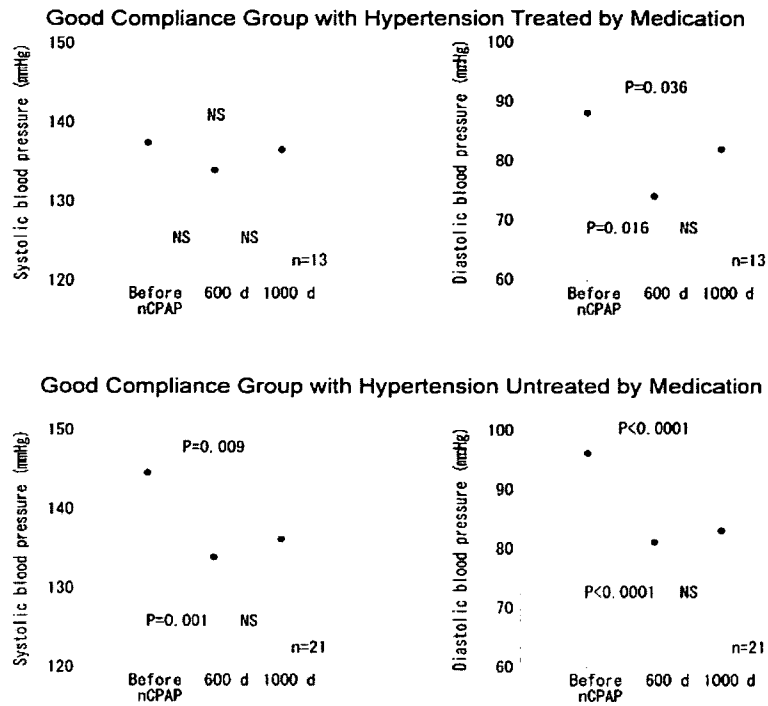 Good Compliance Group with Hypertension Treated by Medication
Systolic blood pressure (mmHg)
150
140
130
120
NS
NS NS
n=13
Before nCPAP 600 d 1000 d
Diastolic blood pressure (mmHg)
100
90
80
70
60
P=0.036
P=0.016 NS
n=13
Before nCPAP 600 d 1000 d
Good Compliance Group with Hypertension Untreated by Medication
Systolic blood pressure (mmHg)
150
140
130
120
P=0.009
P=0.001 NS
n=21
Before nCPAP 600 d 1000 d
Diastolic blood pressure (mmHg)
100
90
80
70
60
P<0.0001
P<0.0001 NS
n=21
Before nCPAP 600 d 1000 d